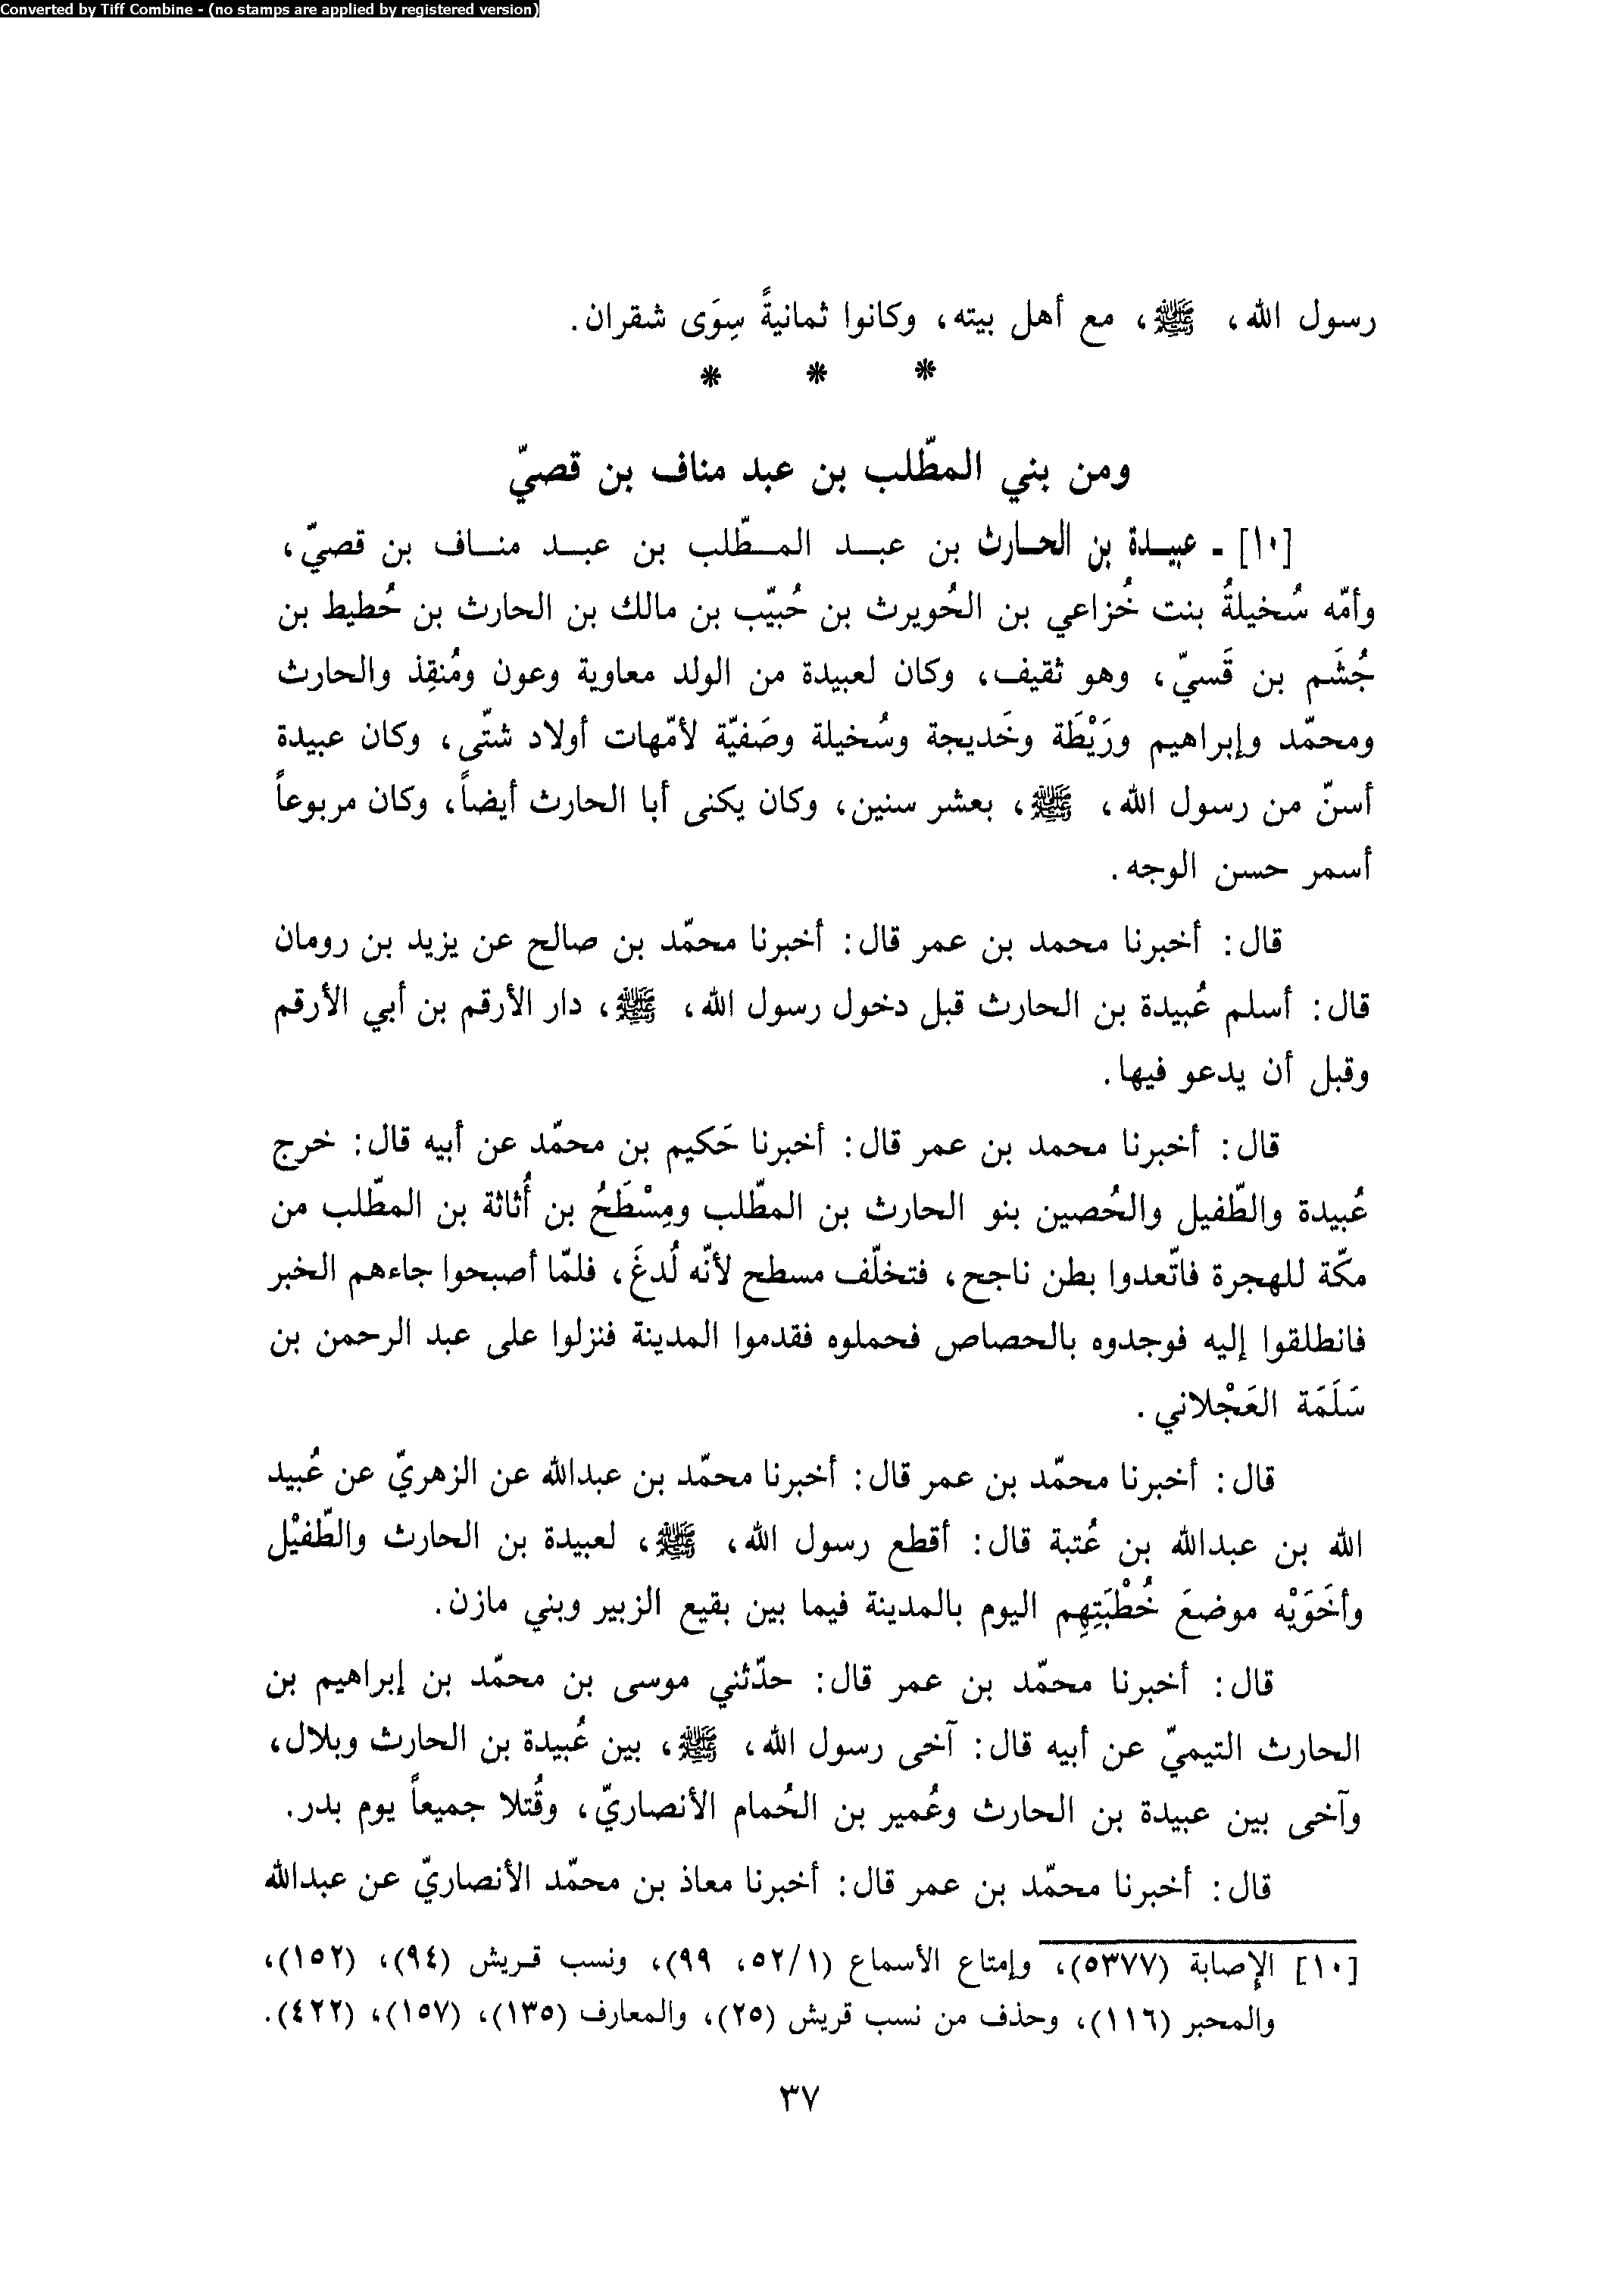 Converted by Tiff Combine - (no stamps are applied by registered version)
رسول الله، ﷺ، مع أهل بيته، وكانوا ثمانيةً سِوَى شقران.
* * *
ومن بني المطّلب بن عبد مناف بن قصيّ
[١٠] - عبيدة بن الحارث بن عبد المطّلب بن عبد مناف بن قصيّ،
وأمّه سُخيلةُ بنت خُزاعي بن الحُويرث بن حُبيّب بن مالك بن الحارث بن حُطيط بن
جُشَم بن قَسيّ، وهو ثقيف، وكان لعبيدة من الولد معاوية وعون ومُنقِذ والحارث
ومحمّد وإبراهيم ورَيْطَة وخَديجة وسُخيلة وصَفيّة لأمّهات أولاد شتّى، وكان عبيدة
أسنّ من رسول الله، ﷺ، بعشر سنين، وكان يكنى أبا الحارث أيضاً، وكان مربوعاً
أسمر حسن الوجه.
قال: أخبرنا محمد بن عمر قال: أخبرنا محمّد بن صالح عن يزيد بن رومان
قال: أسلم عُبيدة بن الحارث قبل دخول رسول الله، ﷺ، دار الأرقم بن أبي الأرقم
وقبل أن يدعو فيها.
قال: أخبرنا محمد بن عمر قال: أخبرنا حَكيم بن محمّد عن أبيه قال: خرج
عُبيدة والطّفيل والحُصين بنو الحارث بن المطّلب ومِسْطَحُ بن أُثاثة بن المطّلب من
مكّة للهجرة فاتّعدوا بطن ناجح، فتخلّف مسطح لأنّه لُدغَ، فلمّا أصبحوا جاءهم الخبر
فانطلقوا إليه فوجدوه بالحصاص فحملوه فقدموا المدينة فنزلوا على عبد الرحمن بن
سَلَمَة العَجْلاني.
قال: أخبرنا محمّد بن عمر قال: أخبرنا محمّد بن عبدالله عن الزهريّ عن عُبيد
الله بن عبدالله بن عُتبة قال: أقطع رسول الله، ﷺ، لعبيدة بن الحارث والطّفيْل
وأخَوَيْه موضعَ خُطْبَتِهِم اليوم بالمدينة فيما بين بقيع الزبير وبني مازن.
قال: أخبرنا محمّد بن عمر قال: حدّثني موسى بن محمّد بن إبراهيم بن
الحارث التيميّ عن أبيه قال: آخى رسول الله، ﷺ، بين عُبيدة بن الحارث وبلال،
وآخى بين عبيدة بن الحارث وعُمير بن الحُمام الأنصاريّ، وقُتلا جميعاً يوم بدر.
قال: أخبرنا محمّد بن عمر قال: أخبرنا معاذ بن محمّد الأنصاريّ عن عبدالله
[١٠] الإصابة (٥٣٧٧)، وإمتاع الأسماع (٥٢/١، ٩٩)، ونسب قريش (٩٤)، (١٥٢)،
والمحبر (١١٦)، وحذف من نسب قريش (٢٥)، والمعارف (١٣٥)، (١٥٧)، (٤٢٢).
٣٧